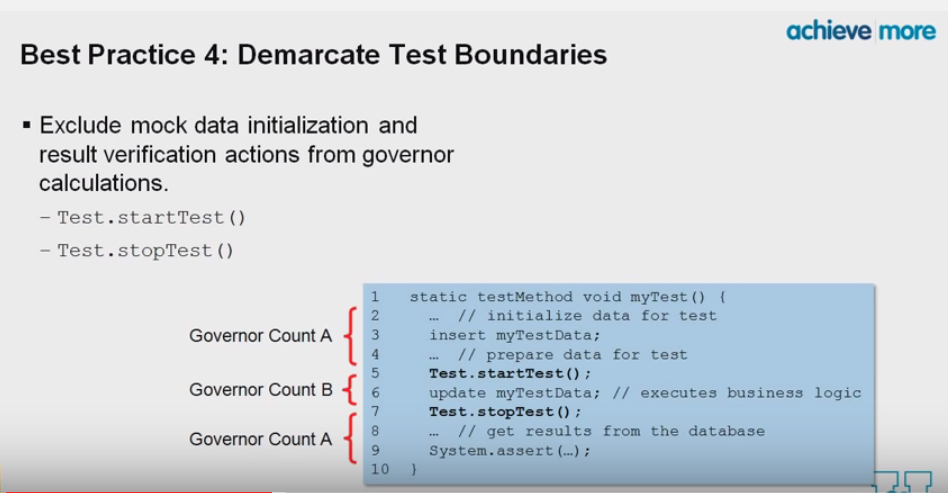 achieve more
Best Practice 4: Demarcate Test Boundaries
▪ Exclude mock data initialization and
result verification actions from governor
calculations.
– Test.startTest()
– Test.stopTest()
1 static testMethod void myTest() {
2 … // initialize data for test
Governor Count A
3 insert myTestData;
4 … // prepare data for test
5 Test.startTest();
Governor Count B
6 update myTestData; // executes business logic
7 Test.stopTest();
8 … // get results from the database
Governor Count A
9 System.assert(…);
10 }